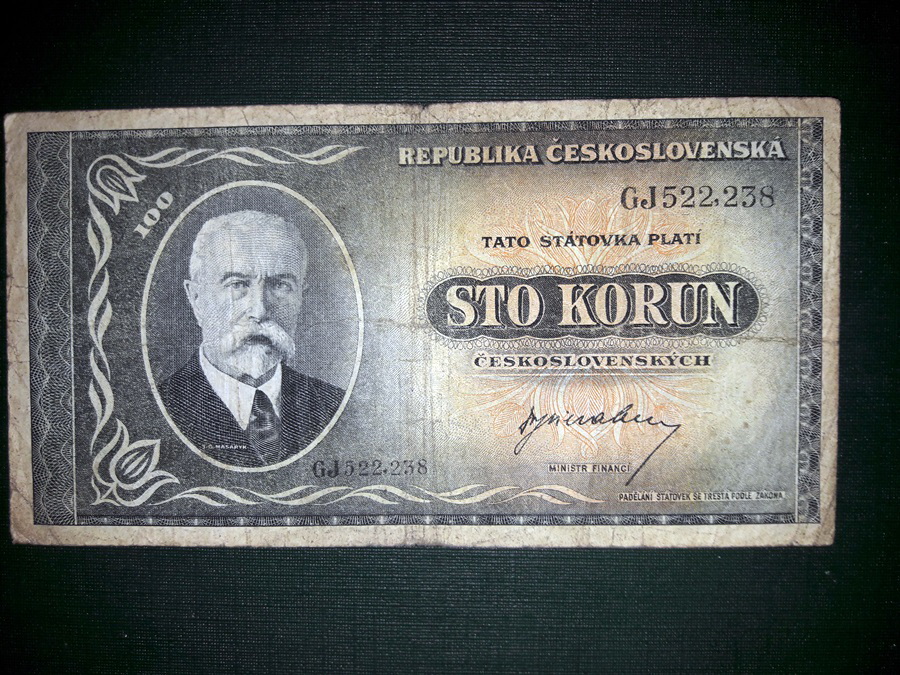 REPUBLIKA ČESKOSLOVENSKÁ
GJ522,238
100
TATO STÁTOVKA PLATÍ
STO KORUN
ČESKOSLOVENSKÝCH
T.G. MASARYK
GJ522,238
MINISTR FINANCÍ
PADĚLÁNÍ STÁTOVEK SE TRESTÁ PODLE ZÁKONA